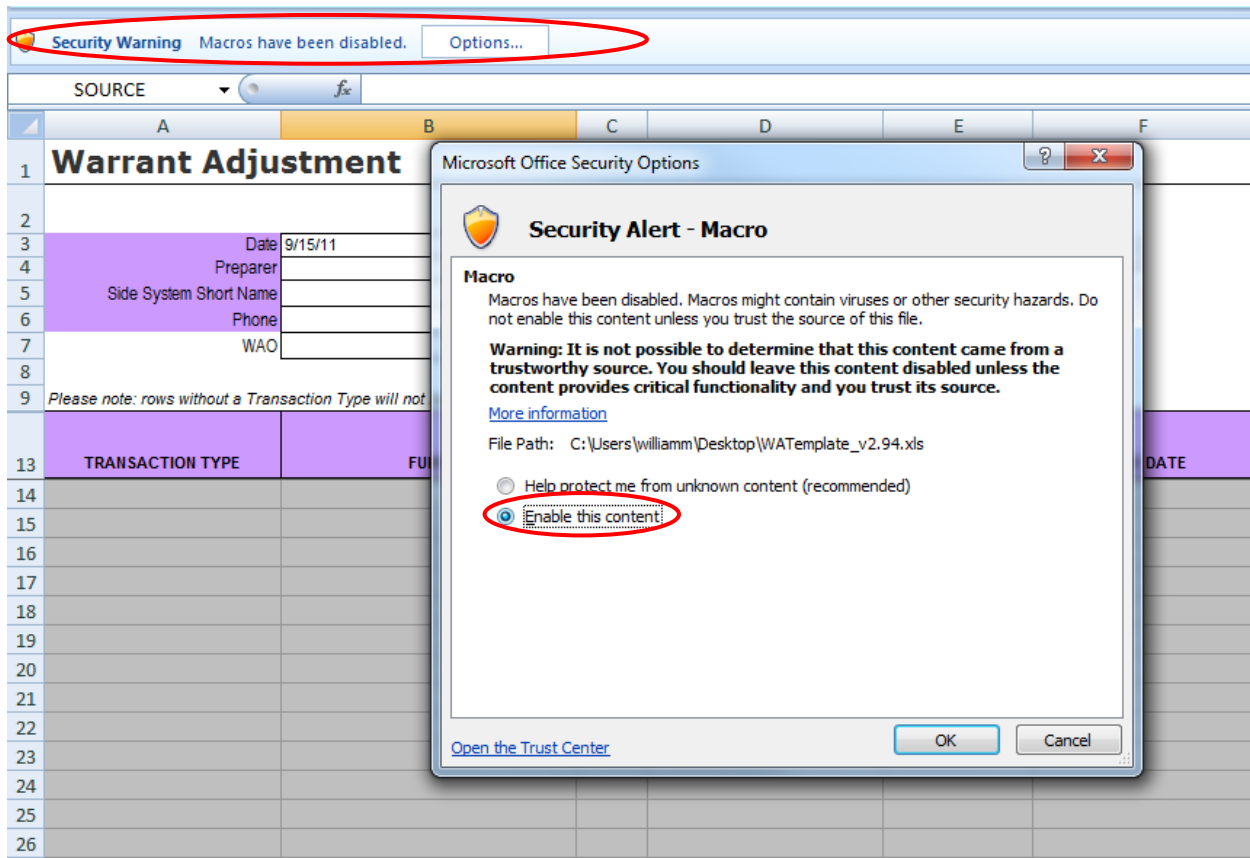 Security Warning Macros have been disabled. Options...
SOURCE fx
A B C D E F
1 Warrant Adjustment
2
3 Date 9/15/11
4 Preparer
5 Side System Short Name
6 Phone
7 WAO
8
9 Please note: rows without a Transaction Type will not
13 TRANSACTION TYPE FU DATE
14
15
16
17
18
19
20
21
22
23
24
25
26
Microsoft Office Security Options
Security Alert - Macro
Macro
Macros have been disabled. Macros might contain viruses or other security hazards. Do
not enable this content unless you trust the source of this file.
Warning: It is not possible to determine that this content came from a
trustworthy source. You should leave this content disabled unless the
content provides critical functionality and you trust its source.
More information
File Path: C:\Users\williamm\Desktop\WATemplate_v2.94.xls
Help protect me from unknown content (recommended)
Enable this content
Open the Trust Center OK Cancel